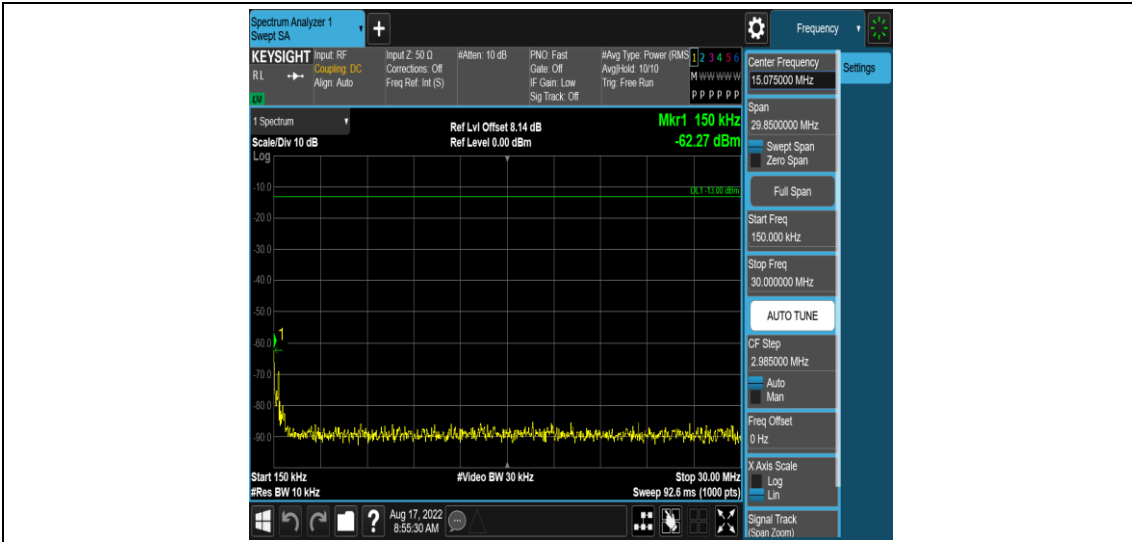 Spectrum Analyzer 1
Swept SA
+
Frequency
KEYSIGHT
RL
LXI
Input: RF
Coupling: DC
Align: Auto
Input Z: 50 Ω
Corrections: Off
Freq Ref: Int (S)
#Atten: 10 dB
PNO: Fast
Gate: Off
IF Gain: Low
Sig Track: Off
#Avg Type: Power (RMS
Avg|Hold: 10/10
Trig: Free Run
1 2 3 4 5 6
M W W W W W
P P P P P P
1 Spectrum
Scale/Div 10 dB
Log
Ref Lvl Offset 8.14 dB
Ref Level 0.00 dBm
Mkr1 150 kHz
-62.27 dBm
DL1 -13.00 dBm
-10.0
-20.0
-30.0
-40.0
-50.0
-60.0
-70.0
-80.0
-90.0
1
Start 150 kHz
#Res BW 10 kHz
#Video BW 30 kHz
Stop 30.00 MHz
Sweep 92.6 ms (1000 pts)
?
Aug 17, 2022
8:55:30 AM
Center Frequency
15.075000 MHz
Settings
Span
29.8500000 MHz
Swept Span
Zero Span
Full Span
Start Freq
150.000 kHz
Stop Freq
30.000000 MHz
AUTO TUNE
CF Step
2.985000 MHz
Auto
Man
Freq Offset
0 Hz
X Axis Scale
Log
Lin
Signal Track
(Span Zoom)